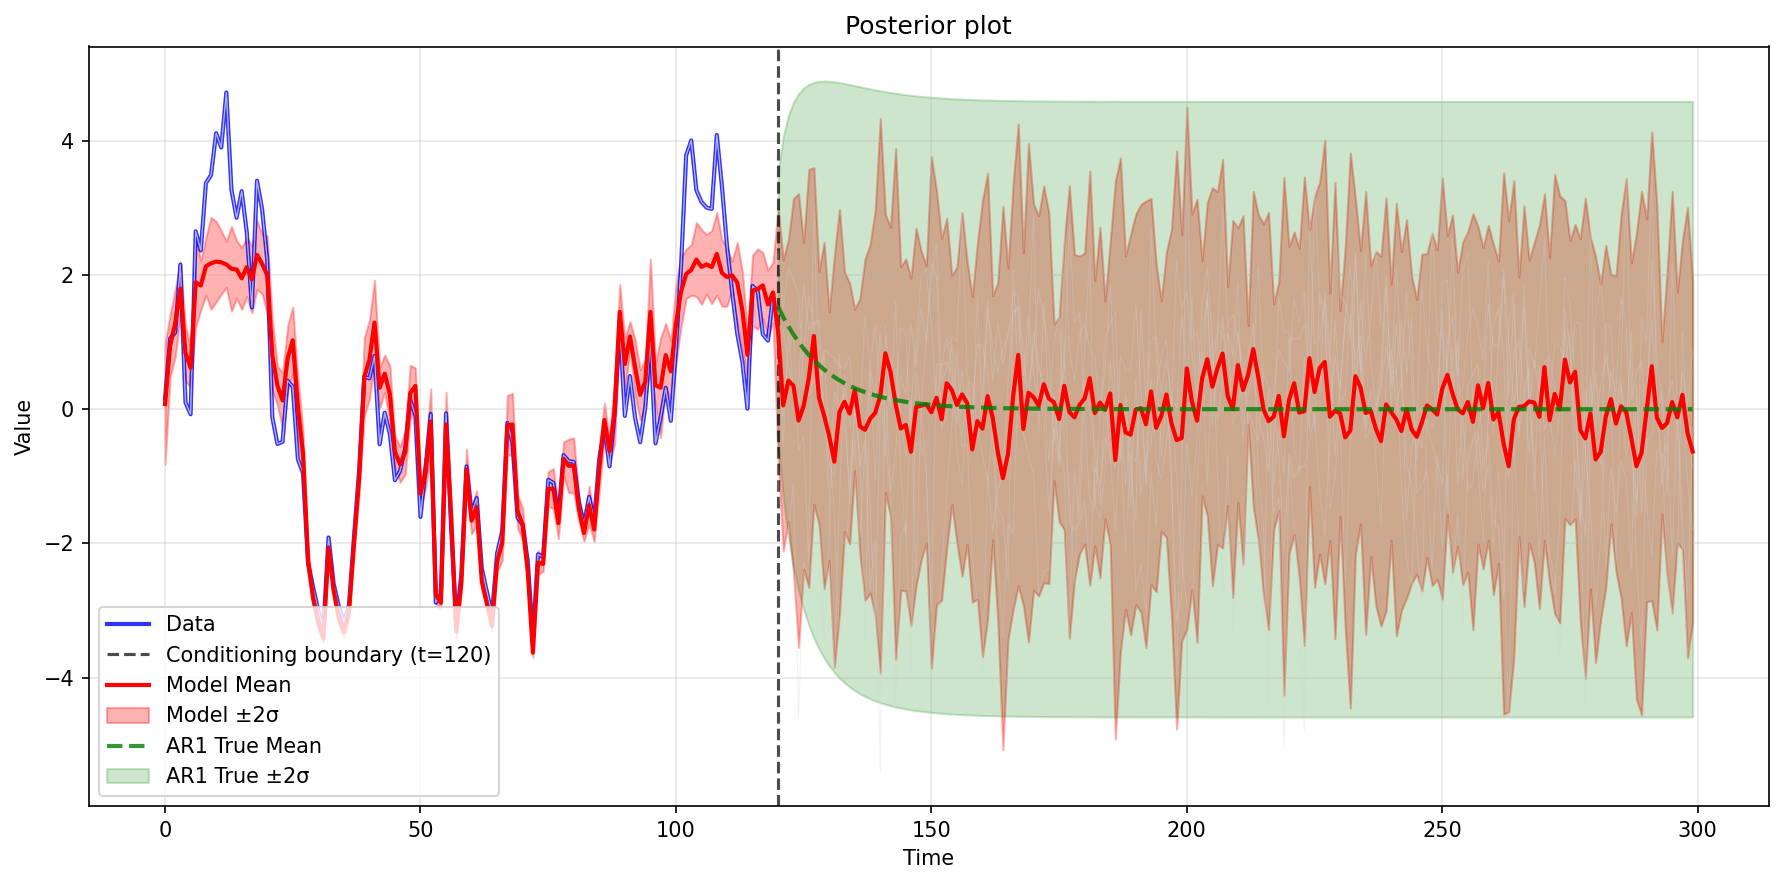 Posterior plot
Value
4
2
0
−2
−4
Data
Conditioning boundary (t=120)
Model Mean
Model ±2σ
AR1 True Mean
AR1 True ±2σ
0 50 100 150 200 250 300
Time